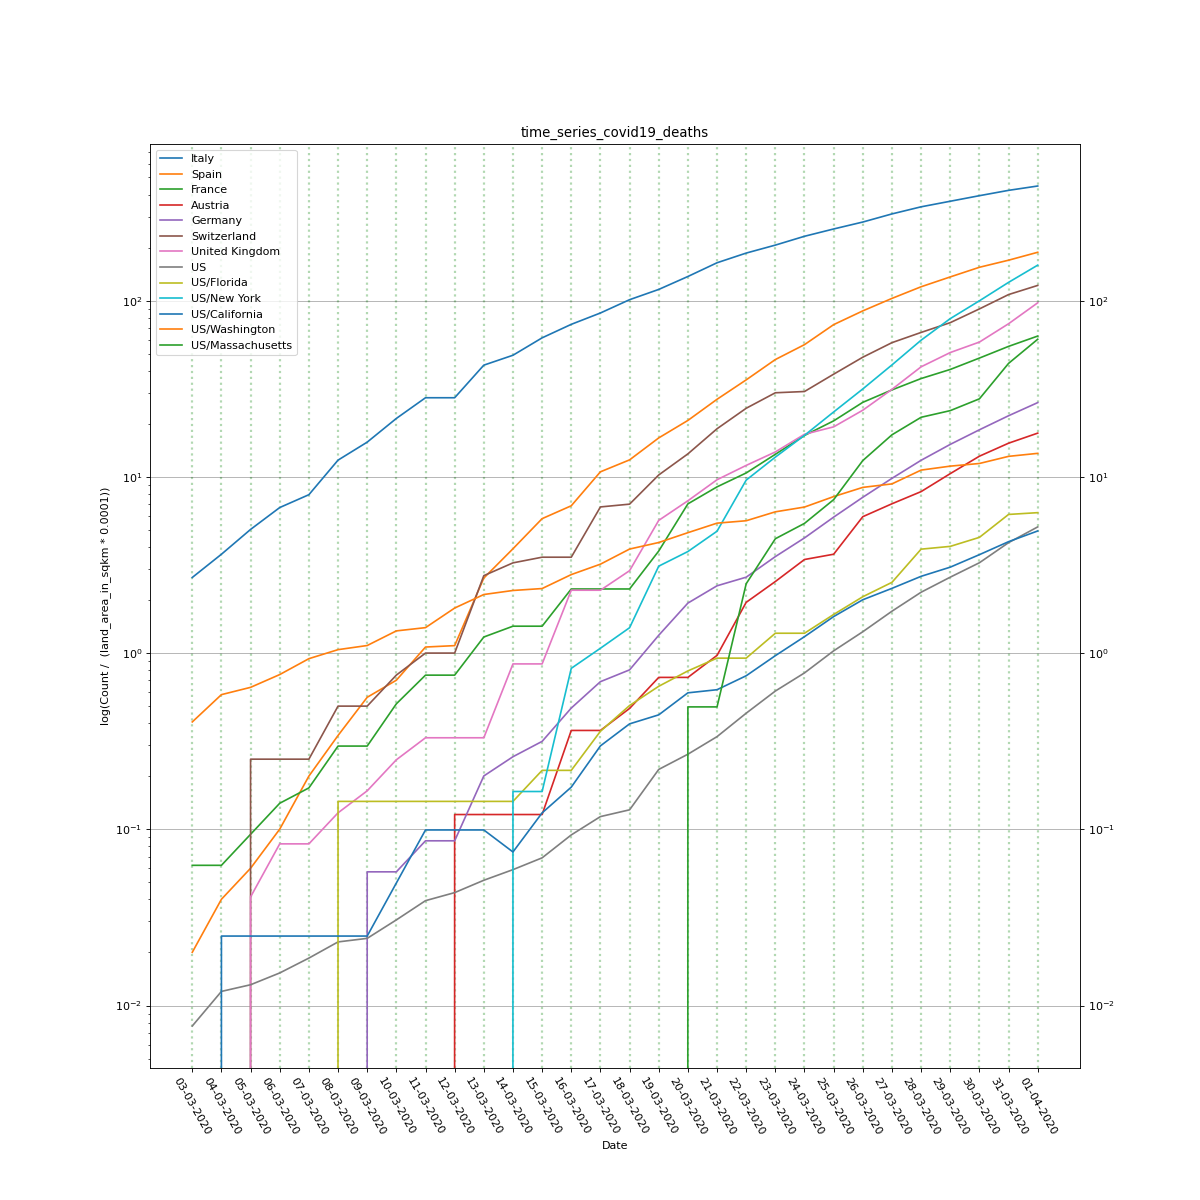 time_series_covid19_deaths
Italy
Spain
France
Austria
Germany
Switzerland
United Kingdom
US
US/Florida
US/New York
US/California
US/Washington
US/Massachusetts
10² 10²
10¹ 10¹
10⁰ 10⁰
10⁻¹ 10⁻¹
10⁻² 10⁻²
log(Count / (land_area_in_sqkm * 0.0001))
03-03-2020
04-03-2020
05-03-2020
06-03-2020
07-03-2020
08-03-2020
09-03-2020
10-03-2020
11-03-2020
12-03-2020
13-03-2020
14-03-2020
15-03-2020
16-03-2020
17-03-2020
18-03-2020
19-03-2020
20-03-2020
21-03-2020
22-03-2020
23-03-2020
24-03-2020
25-03-2020
26-03-2020
27-03-2020
28-03-2020
29-03-2020
30-03-2020
31-03-2020
01-04-2020
Date